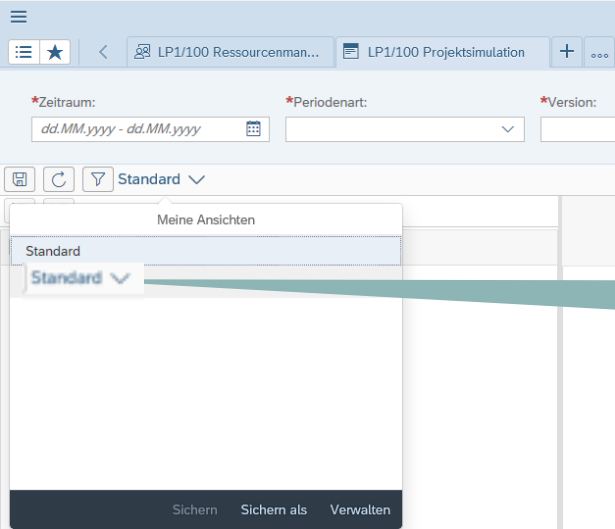 LP1/100 Ressourcenman...
LP1/100 Projektsimulation
*Zeitraum:
*Periodenart:
*Version:
dd.MM.yyyy - dd.MM.yyyy
Standard
Meine Ansichten
Standard
Standard
Sichern
Sichern als
Verwalten